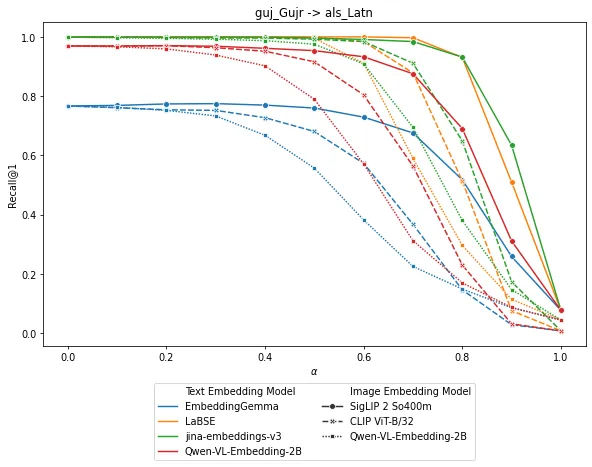 guj_Gujr -> als_Latn
1.0
0.8
0.6
0.4
0.2
0.0
Recall@1
0.0 0.2 0.4 0.6 0.8 1.0
α
Text Embedding Model
EmbeddingGemma
LaBSE
jina-embeddings-v3
Qwen-VL-Embedding-2B
Image Embedding Model
SigLIP 2 So400m
CLIP ViT-B/32
Qwen-VL-Embedding-2B